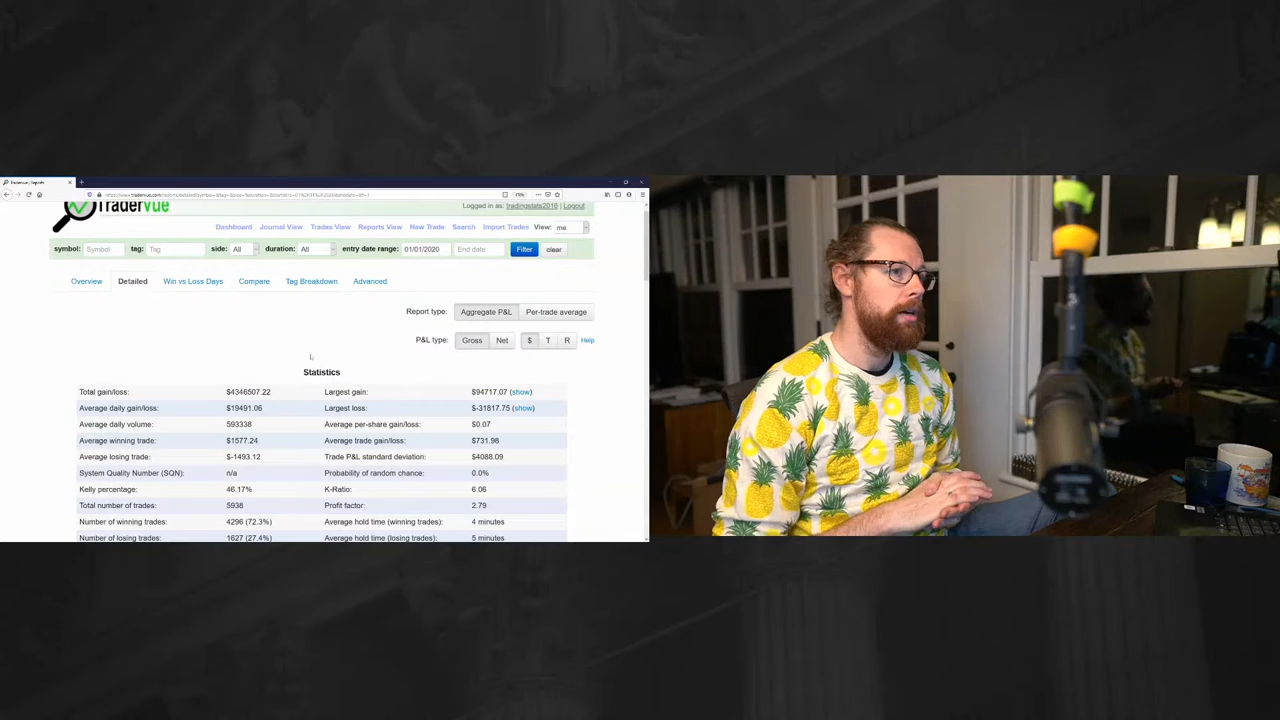 TraderVue
Logged in as: tradingstats2016 | Logout
Dashboard Journal View Trades View Reports View New Trade Search Import Trades View: me
symbol: Symbol tag: Tag side: All duration: All entry date range: 01/01/2020 End date Filter clear
Overview Detailed Win vs Loss Days Compare Tag Breakdown Advanced
Report type: Aggregate P&L Per-trade average
P&L type: Gross Net $ T R Help
Statistics
Total gain/loss: $4346507.22 Largest gain: $94717.07 (show)
Average daily gain/loss: $19491.06 Largest loss: $-31817.75 (show)
Average daily volume: 593338 Average per-share gain/loss: $0.07
Average winning trade: $1577.24 Average trade gain/loss: $731.98
Average losing trade: $-1493.12 Trade P&L standard deviation: $4088.09
System Quality Number (SQN): n/a Probability of random chance: 0.0%
Kelly percentage: 46.17% K-Ratio: 6.06
Total number of trades: 5938 Profit factor: 2.79
Number of winning trades: 4296 (72.3%) Average hold time (winning trades): 4 minutes
Number of losing trades: 1627 (27.4%) Average hold time (losing trades): 5 minutes